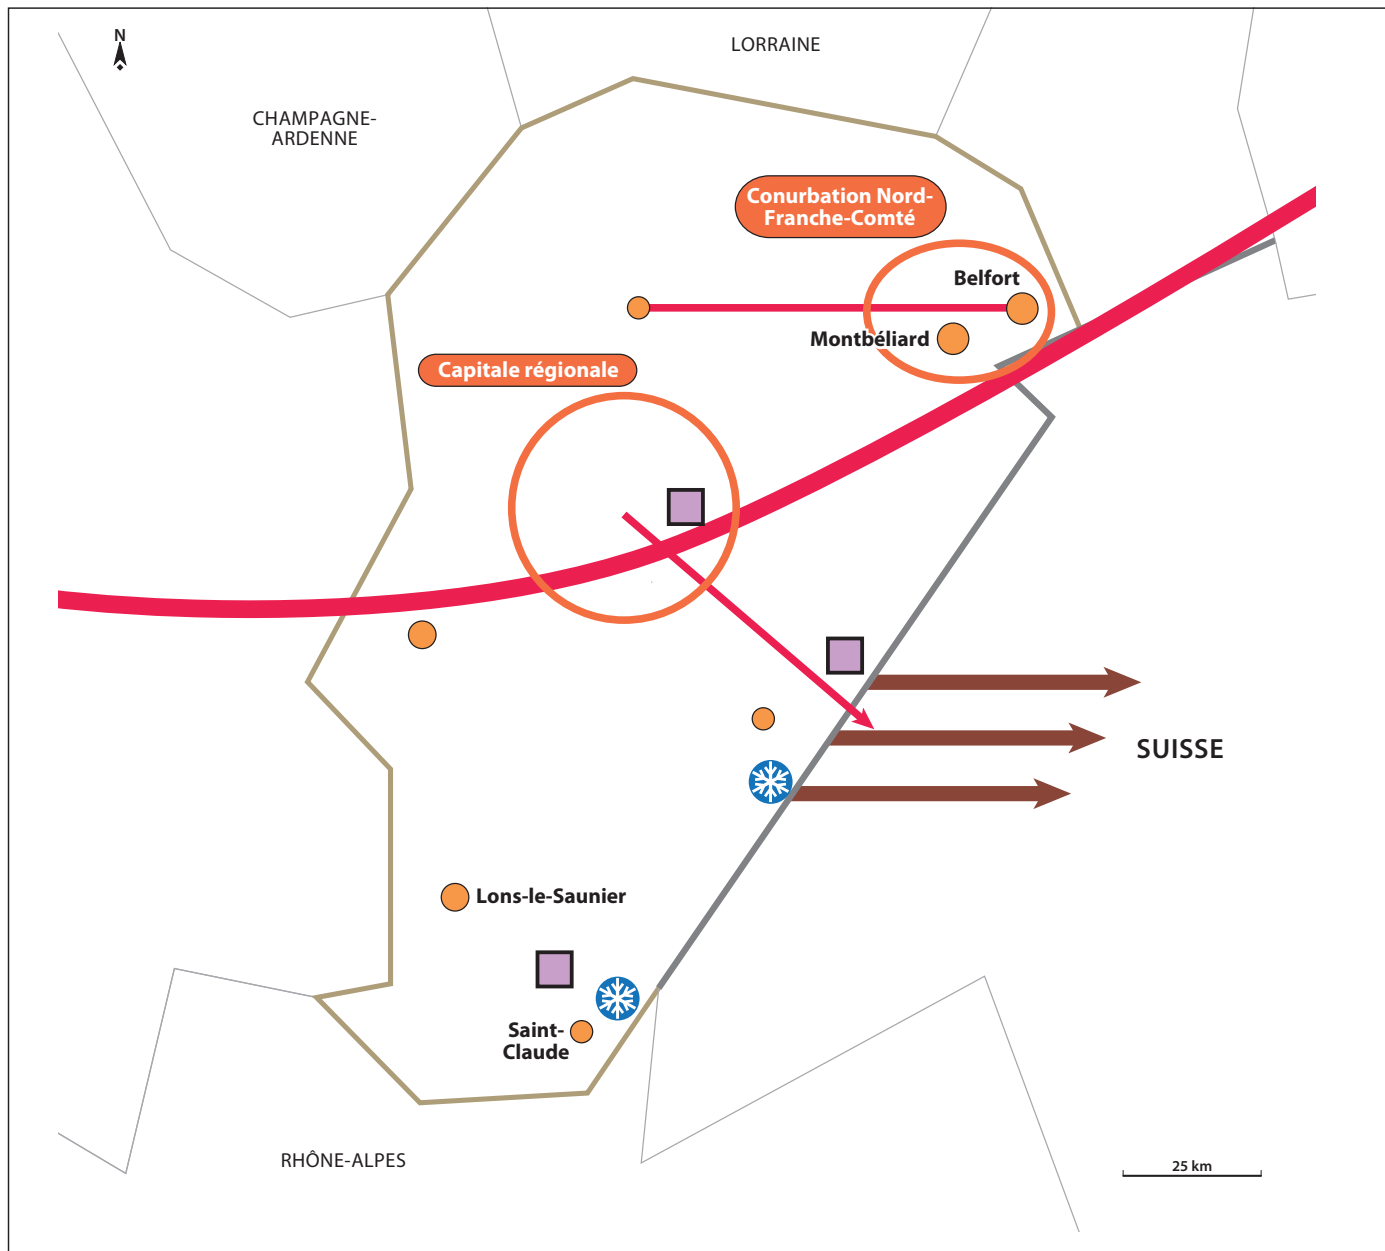 N
LORRAINE
CHAMPAGNE-
ARDENNE
Conurbation Nord-
Franche-Comté
Belfort
Montbéliard
Capitale régionale
SUISSE
Lons-le-Saunier
Saint-
Claude
RHÔNE-ALPES
25 km